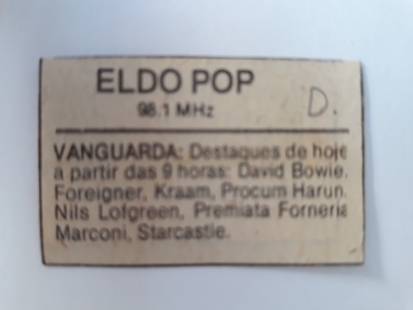 ELDO POP
98.1 MHz
D.
VANGUARDA: Destaques de hoje
a partir das 9 horas: David Bowie,
Foreigner, Kraam, Procum Harun,
Nils Lofgreen, Premiata Forneria
Marconi, Starcastle.